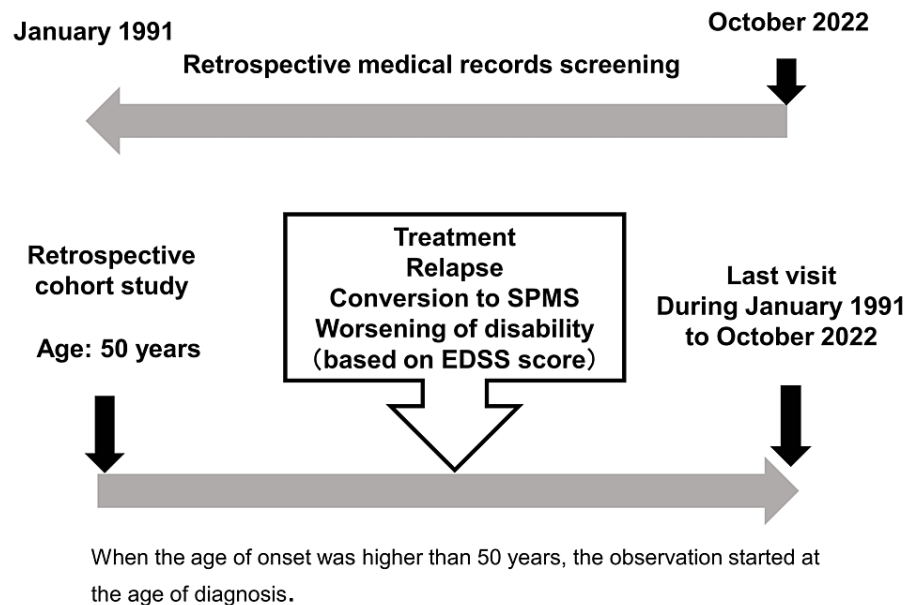 January 1991
October 2022
Retrospective medical records screening
Retrospective
cohort study
Age: 50 years
Treatment
Relapse
Conversion to SPMS
Worsening of disability
（based on EDSS score）
Last visit
During January 1991
to October 2022
When the age of onset was higher than 50 years, the observation started at
the age of diagnosis.